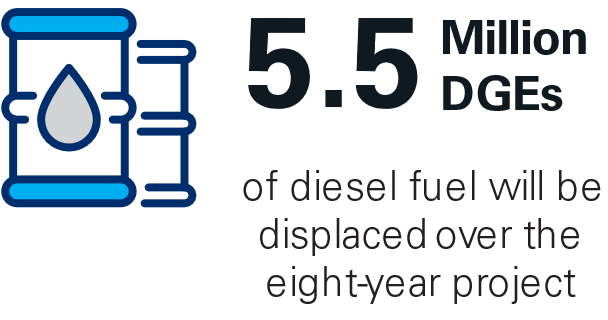 5.5 Million
DGEs
of diesel fuel will be
displaced over the
eight-year project